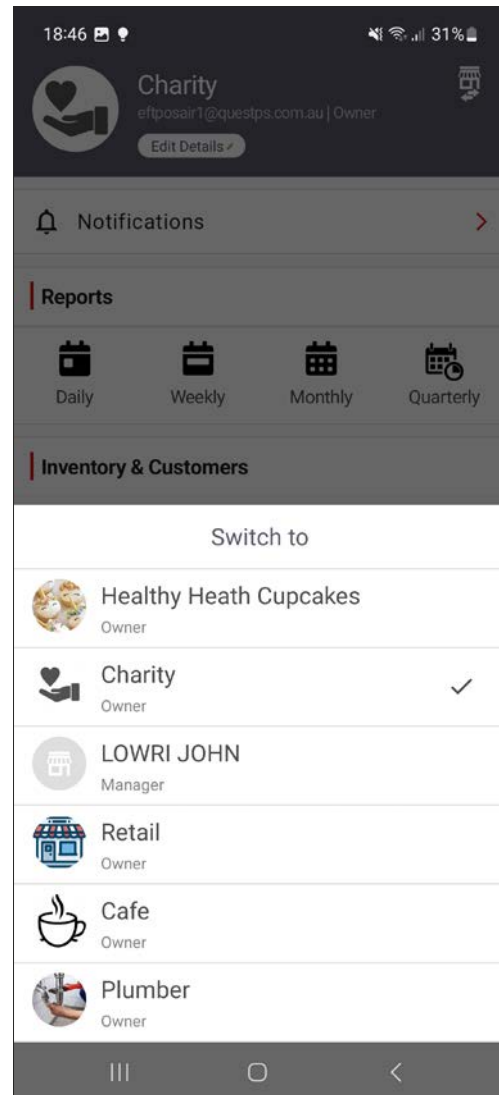 18:46 31%
Charity
eftposair1@questps.com.au | Owner
Edit Details
Notifications
Reports
Daily Weekly Monthly Quarterly
Inventory & Customers
Switch to
Healthy Heath Cupcakes
Owner
Charity
Owner
LOWRI JOHN
Manager
Retail
Owner
Cafe
Owner
Plumber
Owner